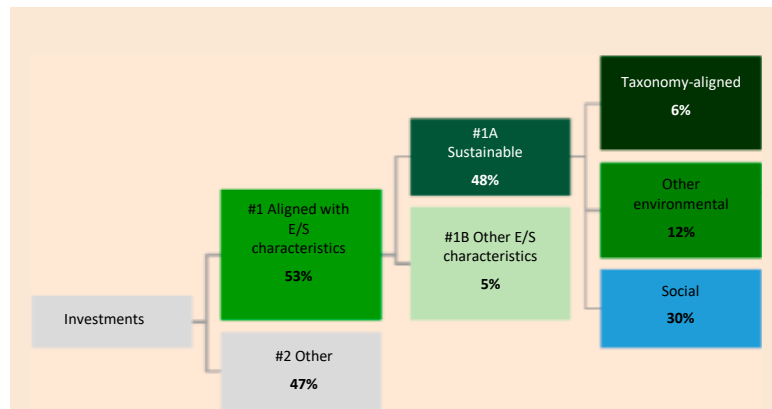 Investments
#1 Aligned with
E/S
characteristics
53%
#2 Other
47%
#1A
Sustainable
48%
#1B Other E/S
characteristics
5%
Taxonomy-aligned
6%
Other
environmental
12%
Social
30%